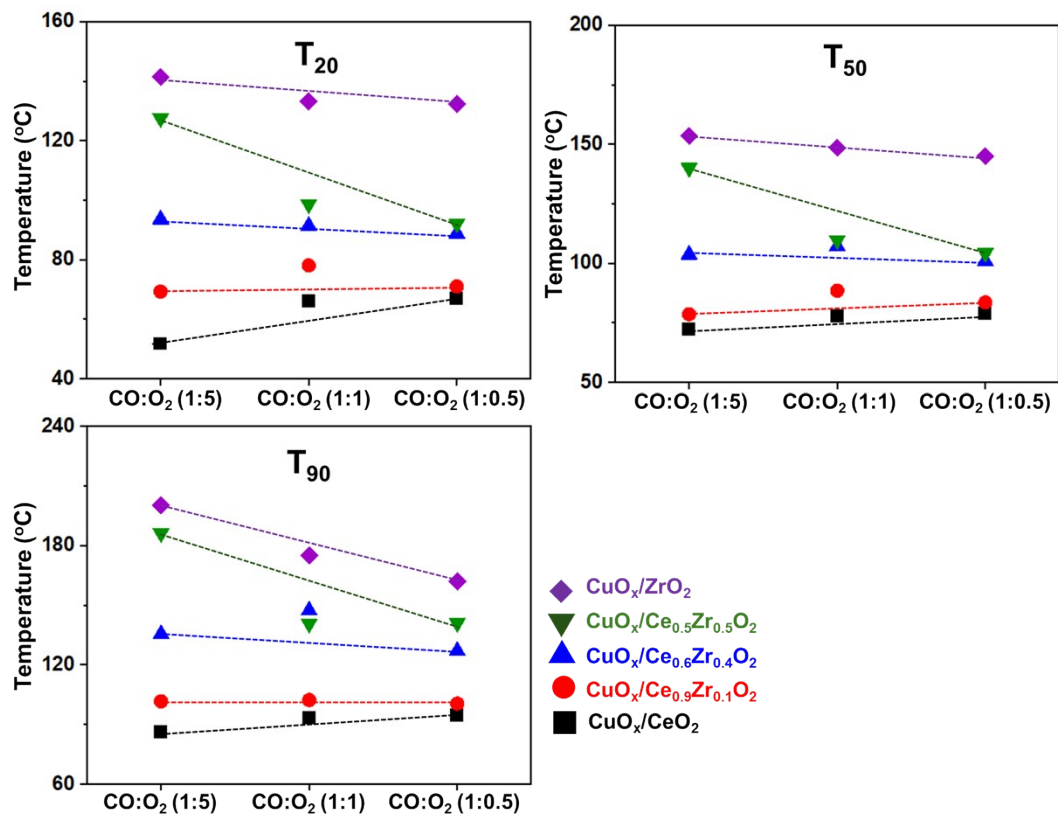 T20
Temperature (°C)
160
120
80
40
CO:O2 (1:5)
CO:O2 (1:1)
CO:O2 (1:0.5)
T50
Temperature (°C)
200
150
100
50
CO:O2 (1:5)
CO:O2 (1:1)
CO:O2 (1:0.5)
T90
Temperature (°C)
240
180
120
60
CO:O2 (1:5)
CO:O2 (1:1)
CO:O2 (1:0.5)
CuOx/ZrO2
CuOx/Ce0.5Zr0.5O2
CuOx/Ce0.6Zr0.4O2
CuOx/Ce0.9Zr0.1O2
CuOx/CeO2